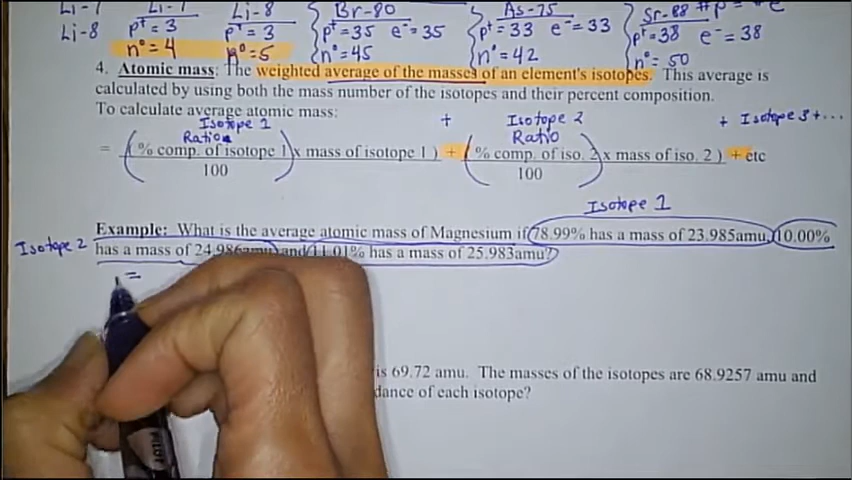 Li-7 Li-7 Li-8 Br-80 As-75 Sr-88 #p = #e
Li-8 p⁺=3 p⁺=3 p⁺=35 e⁻=35 p⁺=33 e⁻=33 p⁺=38 e⁻=38
n°=4 n°=5 n°=45 n°=42 n°=50
4. Atomic mass: The weighted average of the masses of an element's isotopes. This average is
calculated by using both the mass number of the isotopes and their percent composition.
To calculate average atomic mass:
Isotope 1 + Isotope 2 + Isotope 3 + ...
Ratio Ratio
= ( % comp. of isotope 1 x mass of isotope 1 ) + ( % comp. of iso. 2 x mass of iso. 2 ) + etc
100 100
Isotope 1
Example: What is the average atomic mass of Magnesium if 78.99% has a mass of 23.985amu, 10.00%
Isotope 2 has a mass of 24.986amu and 11.01% has a mass of 25.983amu?
=
is 69.72 amu. The masses of the isotopes are 68.9257 amu and
dance of each isotope?
PILOT